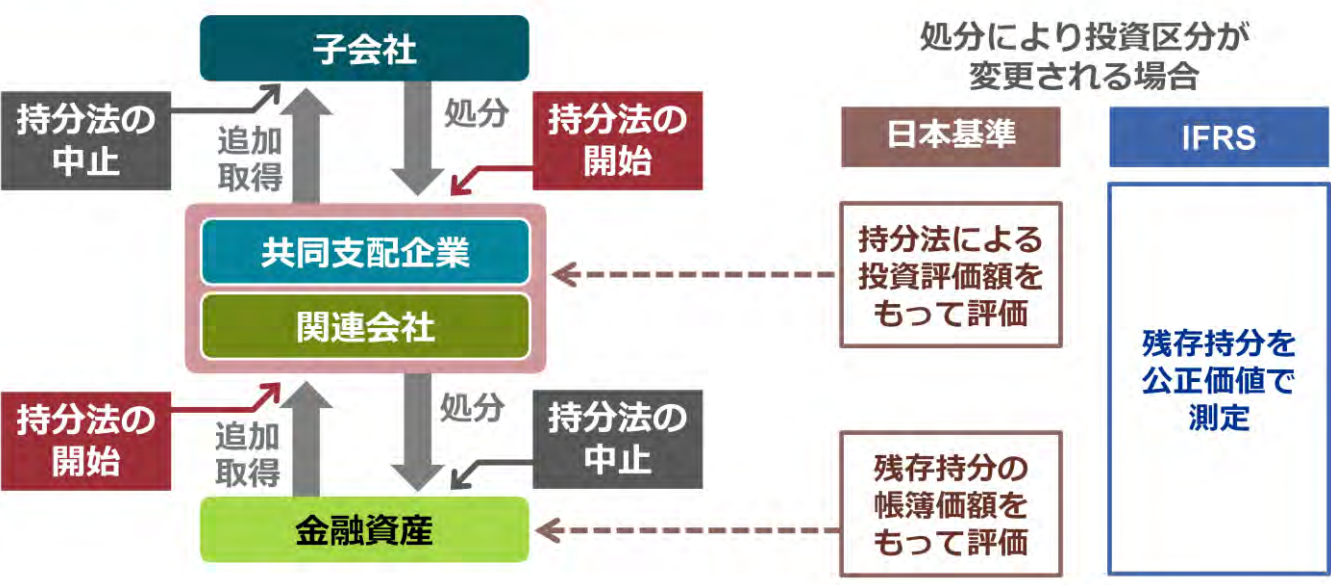 子会社
持分法の
中止
追加
取得
処分
持分法の
開始
共同支配企業
関連会社
持分法の
開始
追加
取得
処分
持分法の
中止
金融資産
処分により投資区分が
変更される場合
日本基準
IFRS
持分法による
投資評価額を
もって評価
残存持分の
帳簿価額を
もって評価
残存持分を
公正価値で
測定